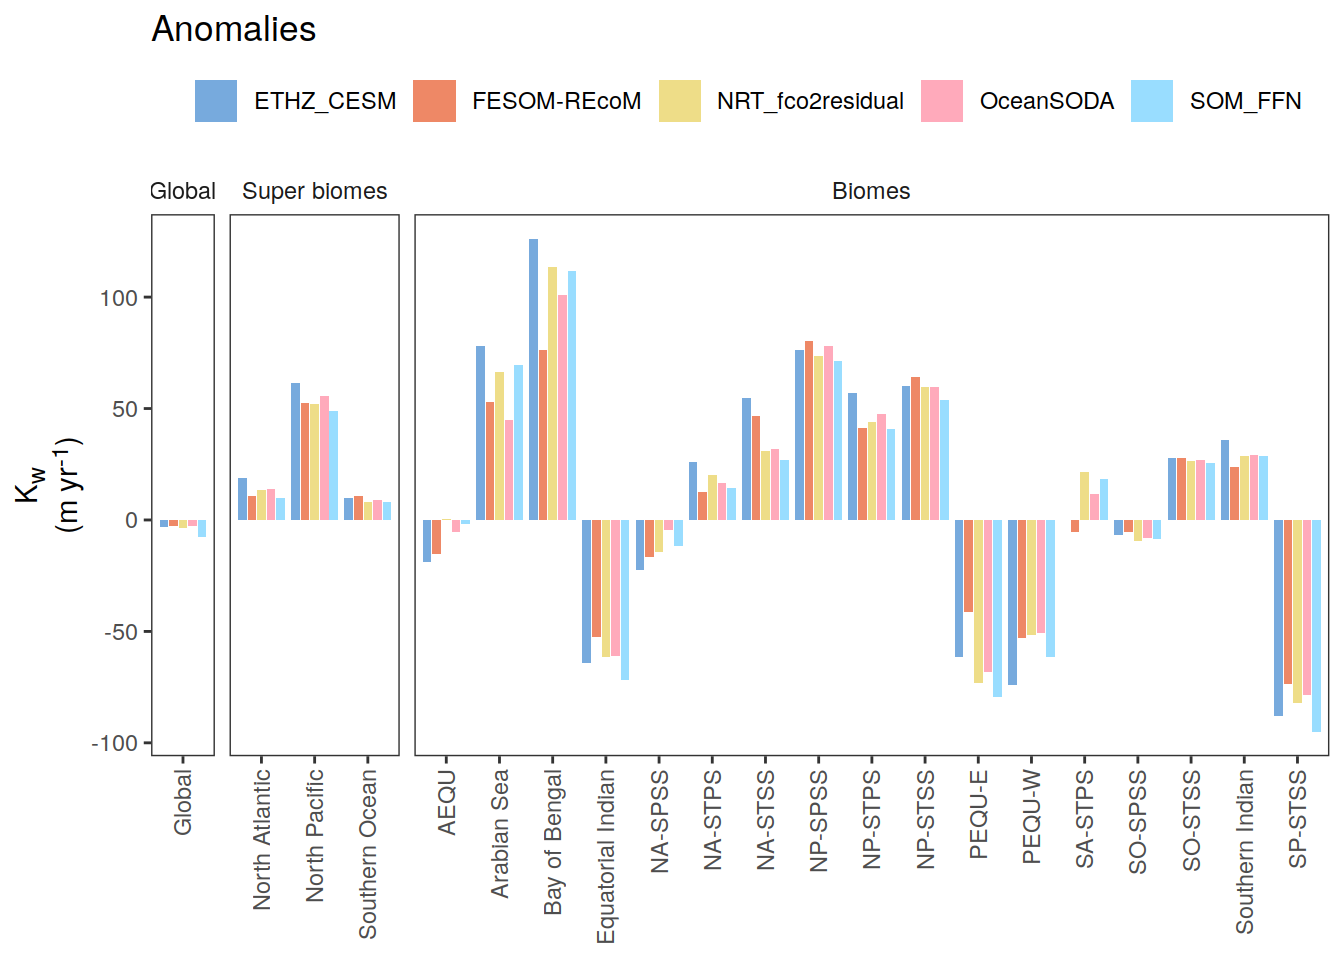 Anomalies
ETHZ_CESM FESOM-REcoM NRT_fco2residual OceanSODA SOM_FFN
Global Super biomes Biomes
Kw
(m yr-1)
100
50
0
-50
-100
Global
North Atlantic
North Pacific
Southern Ocean
AEQU
Arabian Sea
Bay of Bengal
Equatorial Indian
NA-SPSS
NA-STPS
NA-STSS
NP-SPSS
NP-STPS
NP-STSS
PEQU-E
PEQU-W
SA-STPS
SO-SPSS
SO-STSS
Southern Indian
SP-STSS